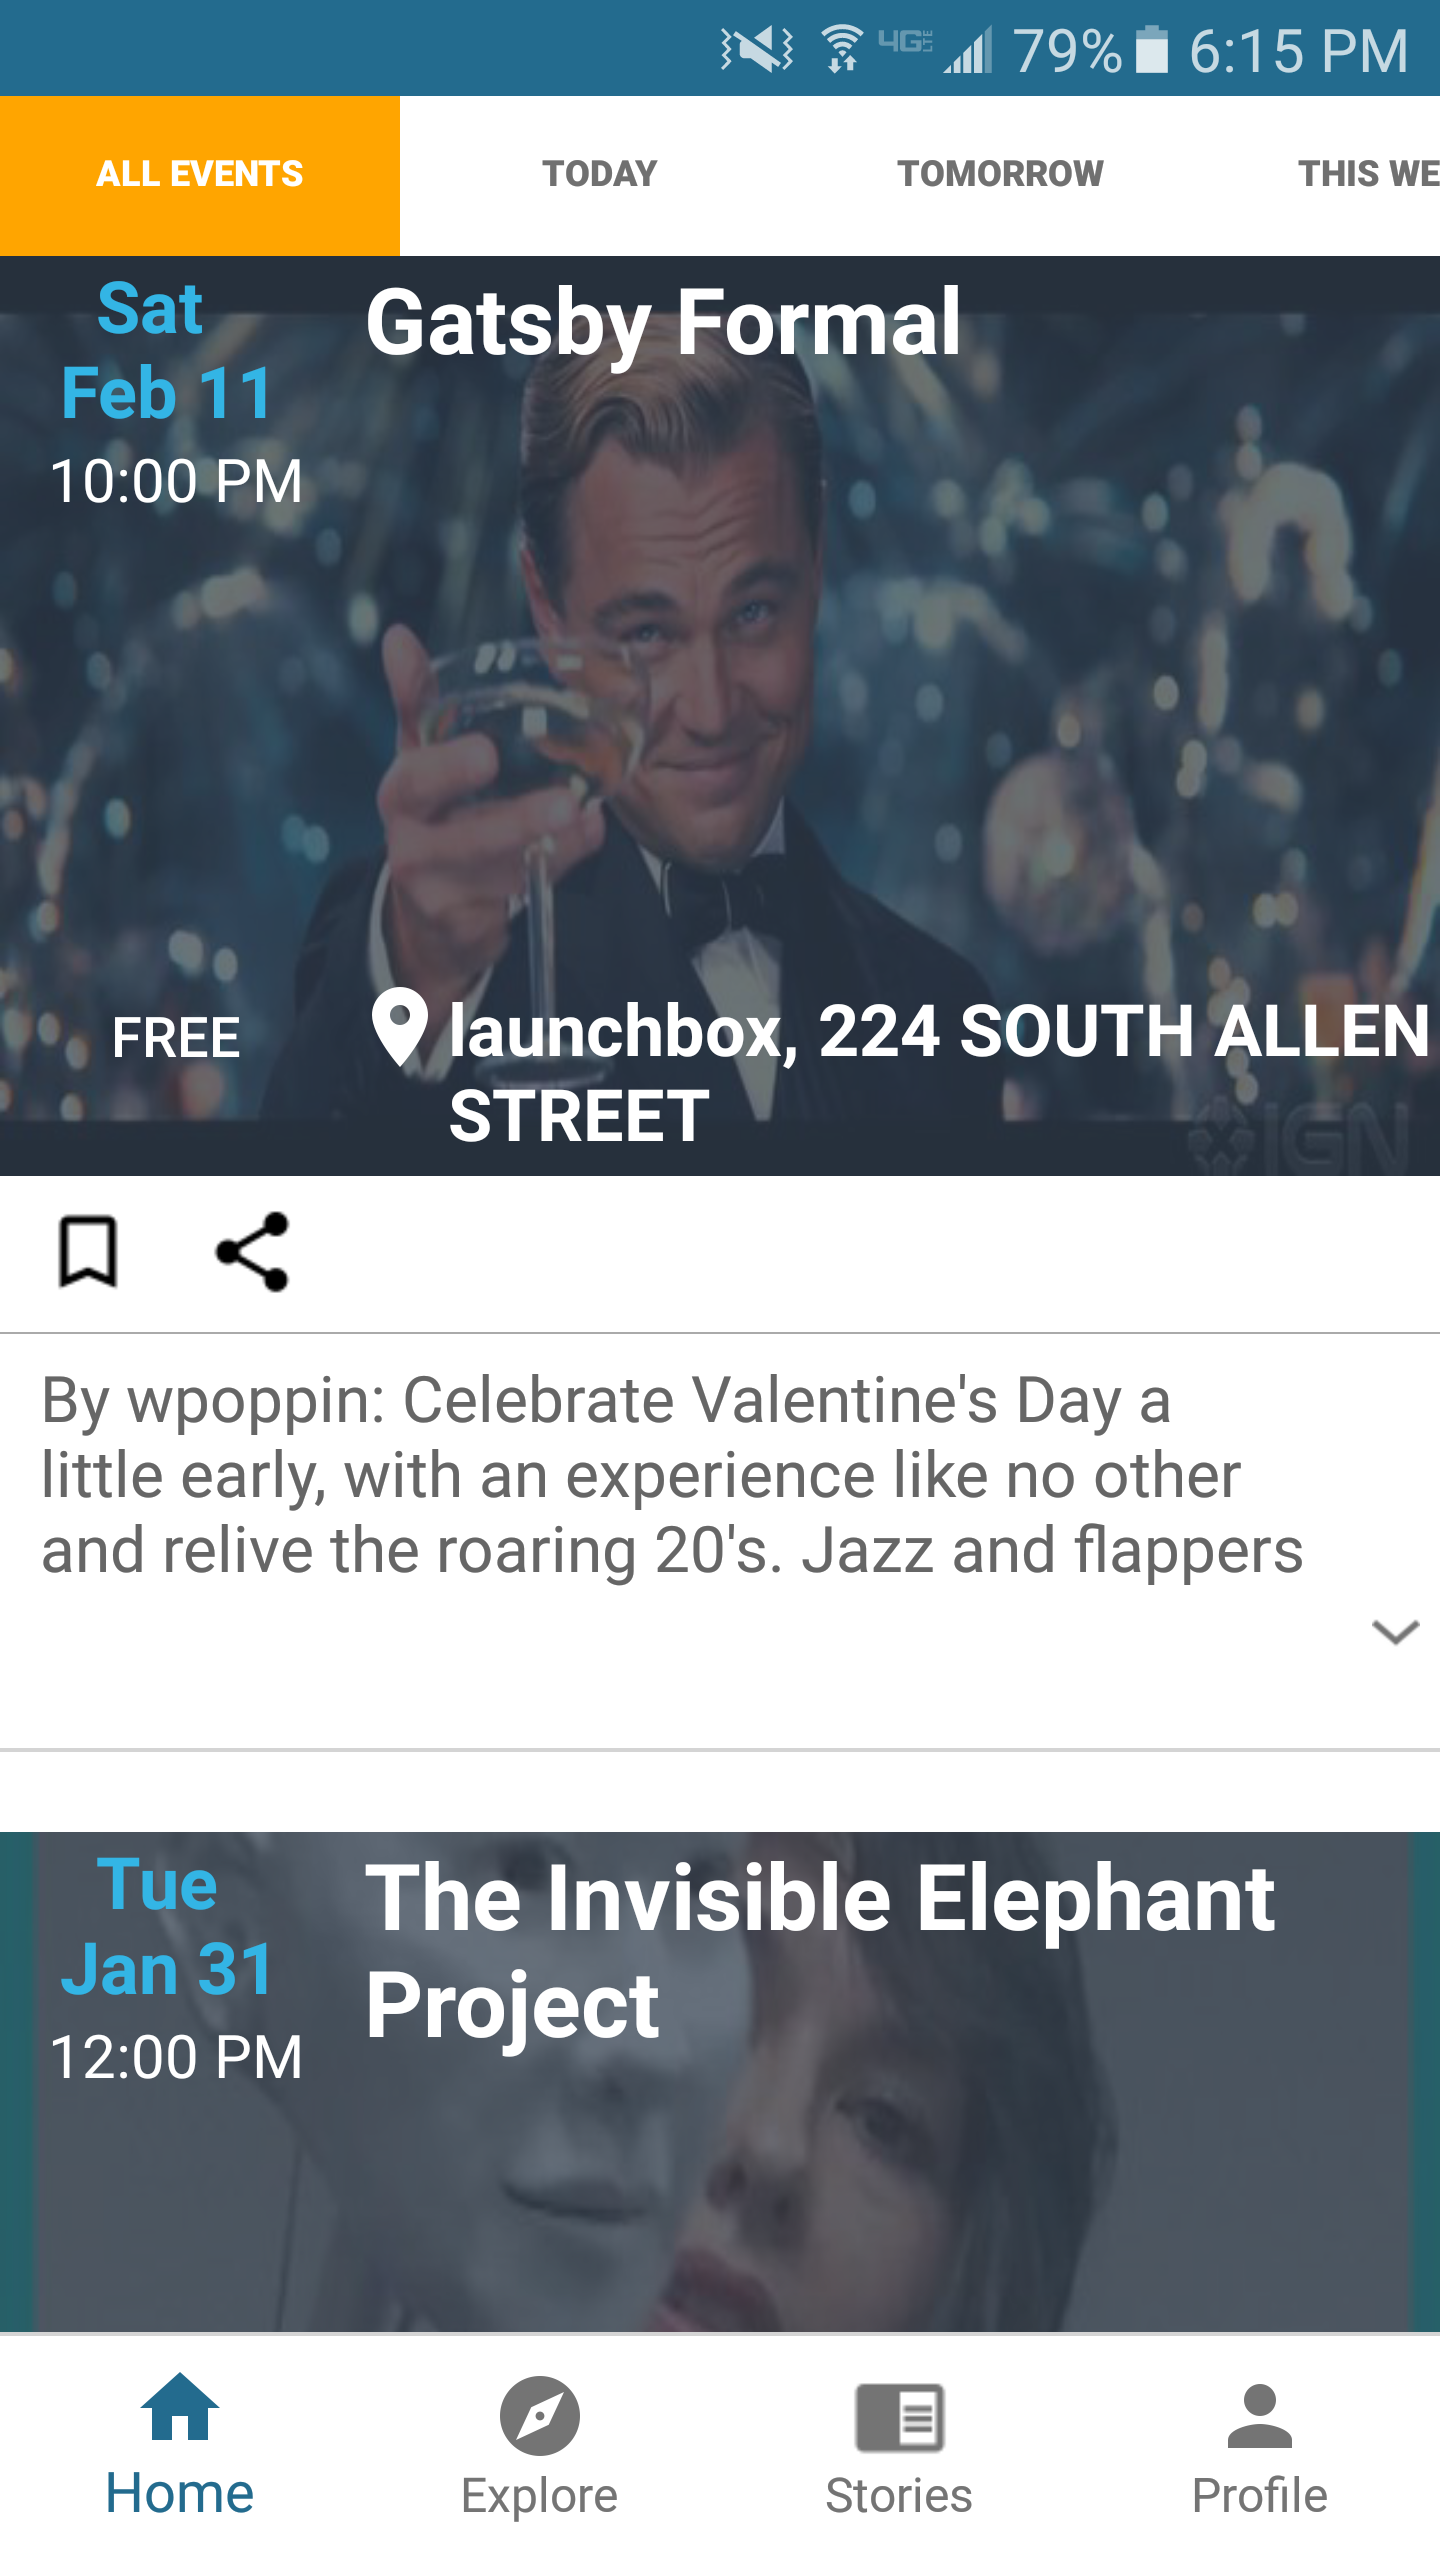 4G LTE 79% 6:15 PM
ALL EVENTS TODAY TOMORROW THIS WE
Sat
Feb 11
10:00 PM
Gatsby Formal
FREE
launchbox, 224 SOUTH ALLEN
STREET
IGN
By wpoppin: Celebrate Valentine's Day a
little early, with an experience like no other
and relive the roaring 20's. Jazz and flappers
Tue
Jan 31
12:00 PM
The Invisible Elephant
Project
Home Explore Stories Profile